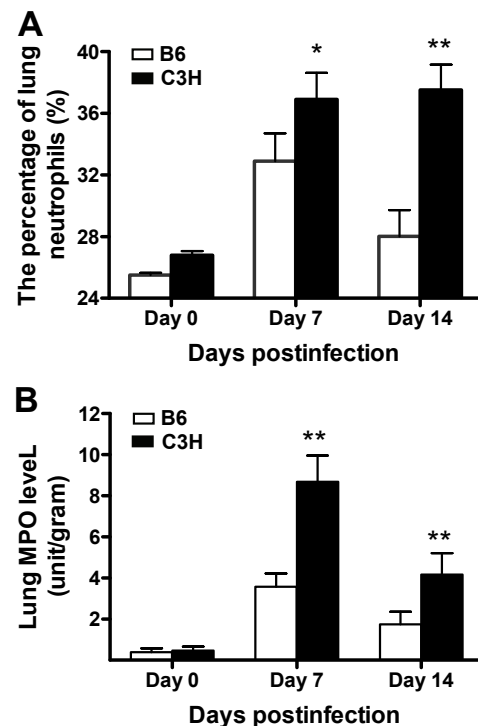 A
B6
C3H
* **
The percentage of lung
neutrophils (%)
40
36
32
28
24
Day 0 Day 7 Day 14
Days postinfection
B
B6
C3H
**
**
Lung MPO leveL
(unit/gram)
12
10
8
6
4
2
Day 0 Day 7 Day 14
Days postinfection